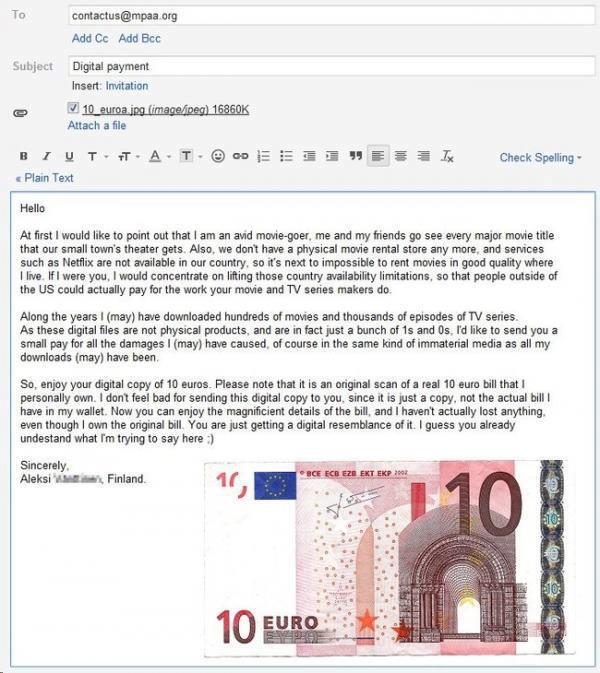 To contactus@mpaa.org
Add Cc Add Bcc
Subject Digital payment
Insert: Invitation
10_euroa.jpg (image/jpeg) 16860K
Attach a file
B I U T T A T Tx Check Spelling
« Plain Text
Hello
At first I would like to point out that I am an avid movie-goer, me and my friends go see every major movie title
that our small town's theater gets. Also, we don't have a physical movie rental store any more, and services
such as Netflix are not available in our country, so it's next to impossible to rent movies in good quality where
I live. If I were you, I would concentrate on lifting those country availability limitations, so that people outside of
the US could actually pay for the work your movie and TV series makers do.
Along the years I (may) have downloaded hundreds of movies and thousands of episodes of TV series.
As these digital files are not physical products, and are in fact just a bunch of 1s and 0s, I'd like to send you a
small pay for all the damages I (may) have caused, of course in the same kind of immaterial media as all my
downloads (may) have been.
So, enjoy your digital copy of 10 euros. Please note that it is an original scan of a real 10 euro bill that I
personally own. I don't feel bad for sending this digital copy to you, since it is just a copy, not the actual bill I
have in my wallet. Now you can enjoy the magnificient details of the bill, and I haven't actually lost anything,
even though I own the original bill. You are just getting a digital resemblance of it. I guess you already
undestand what I'm trying to say here ;)
Sincerely,
Aleksi , Finland.
© BCE ECB EZB EKT EKP 2002
10
10 EURO
ΕΥΡΩ